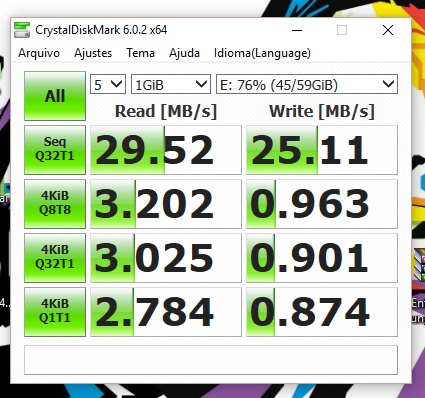 CrystalDiskMark 6.0.2 x64
Arquivo Ajustes Tema Ajuda Idioma(Language)
All 5 1GiB E: 76% (45/59GiB)
Read [MB/s] Write [MB/s]
Seq
Q32T1 29.52 25.11
4KiB
Q8T8 3.202 0.963
4KiB
Q32T1 3.025 0.901
4KiB
Q1T1 2.784 0.874